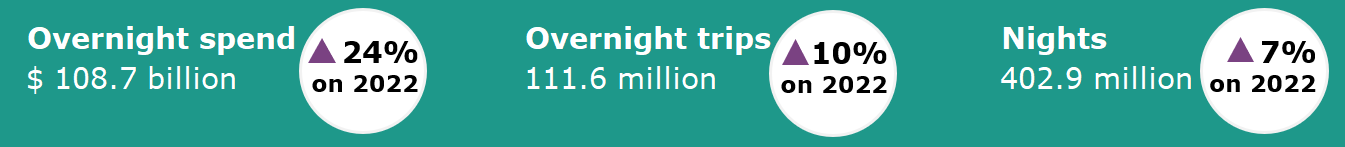 Overnight spend
$ 108.7 billion
▲ 24%
on 2022
Overnight trips
111.6 million
▲ 10%
on 2022
Nights
402.9 million
▲ 7%
on 2022